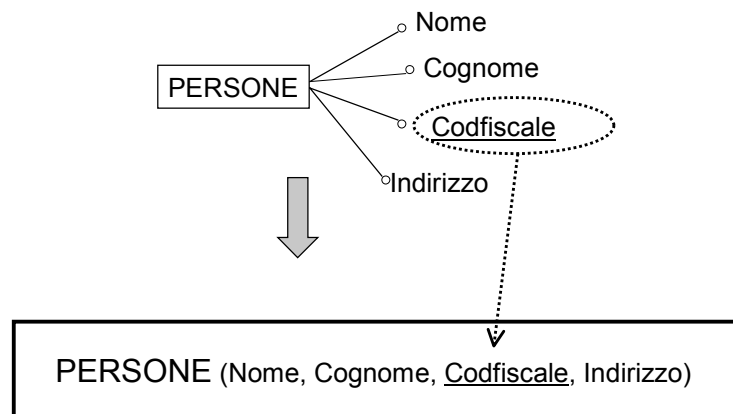 Nome
Cognome
PERSONE
Codfiscale
Indirizzo
PERSONE (Nome, Cognome, Codfiscale, Indirizzo)